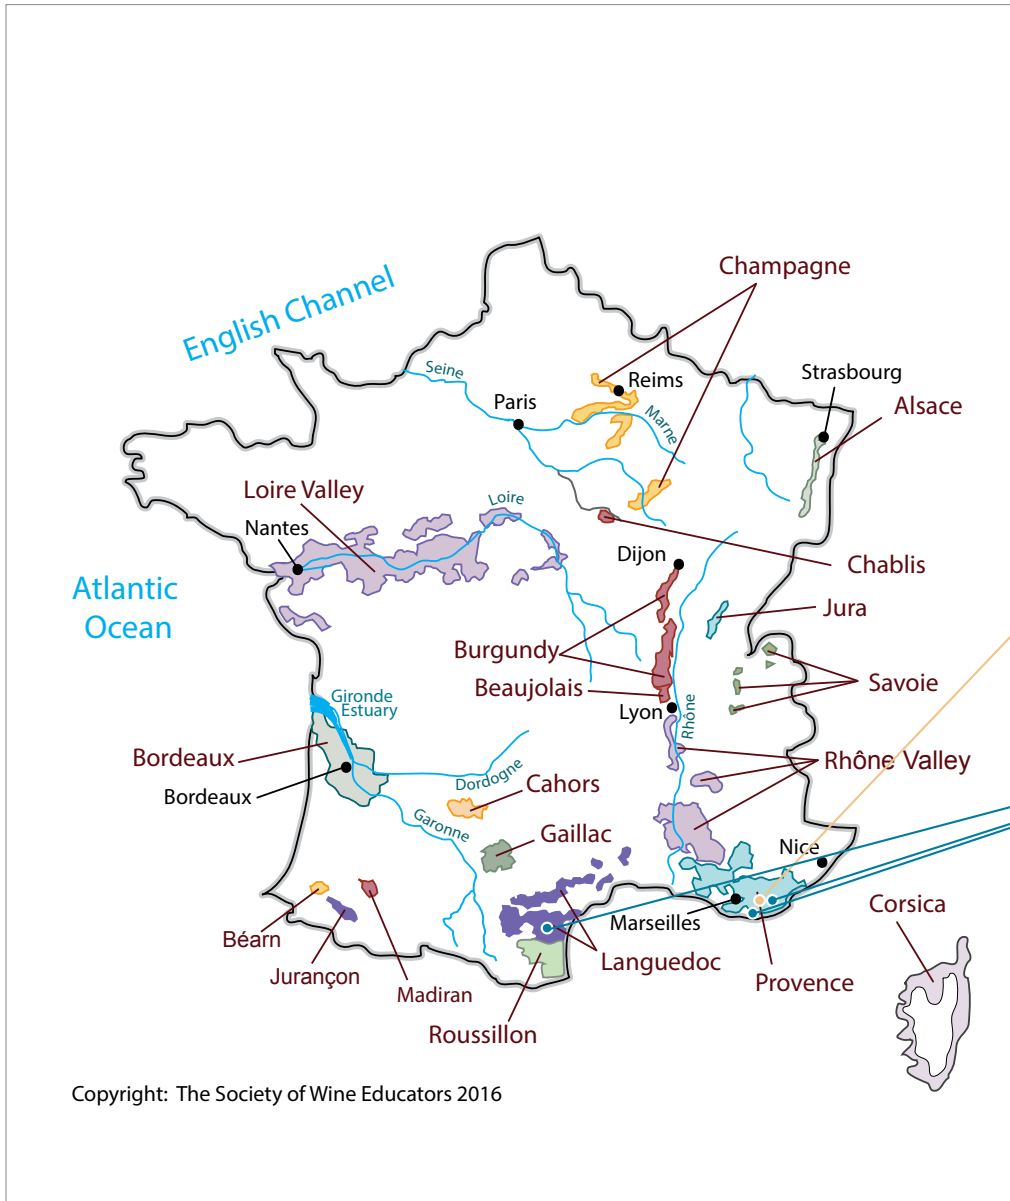 Champagne
English Channel
Seine
Reims
Strasbourg
Paris
Alsace
Marne
Loire Valley
Loire
Nantes
Dijon
Chablis
Atlantic
Ocean
Jura
Burgundy
Savoie
Beaujolais
Gironde
Estuary
Lyon
Rhône
Bordeaux
Rhône Valley
Dordogne
Cahors
Bordeaux
Garonne
Gaillac
Nice
Corsica
Marseilles
Béarn
Languedoc
Jurançon
Provence
Madiran
Roussillon
Copyright: The Society of Wine Educators 2016